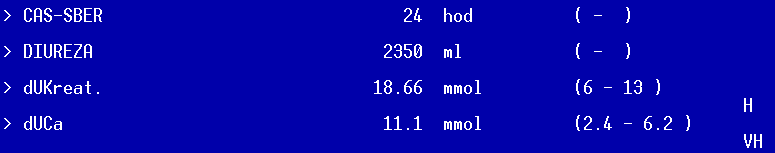 > CAS-SBER 24 hod ( - )
> DIUREZA 2350 ml ( - )
> dUKreat. 18.66 mmol (6 - 13 )
H
> dUCa 11.1 mmol (2.4 - 6.2 )
VH